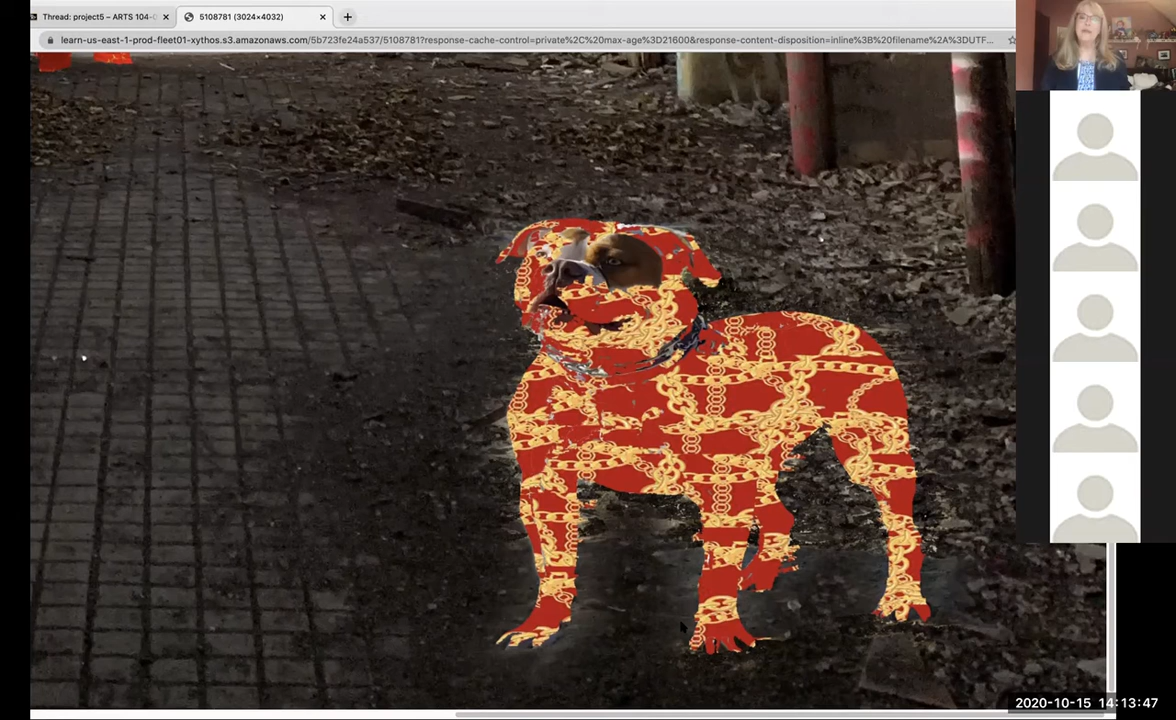 Thread: project5 – ARTS 104-
5108781 (3024×4032)
learn-us-east-1-prod-fleet01-xythos.s3.amazonaws.com/5b723fe24a537/5108781?response-cache-control=private%2C%20max-age%3D21600&response-content-disposition=inline%3B%20filename%2A%3DUTF...
2020-10-15 14:13:47